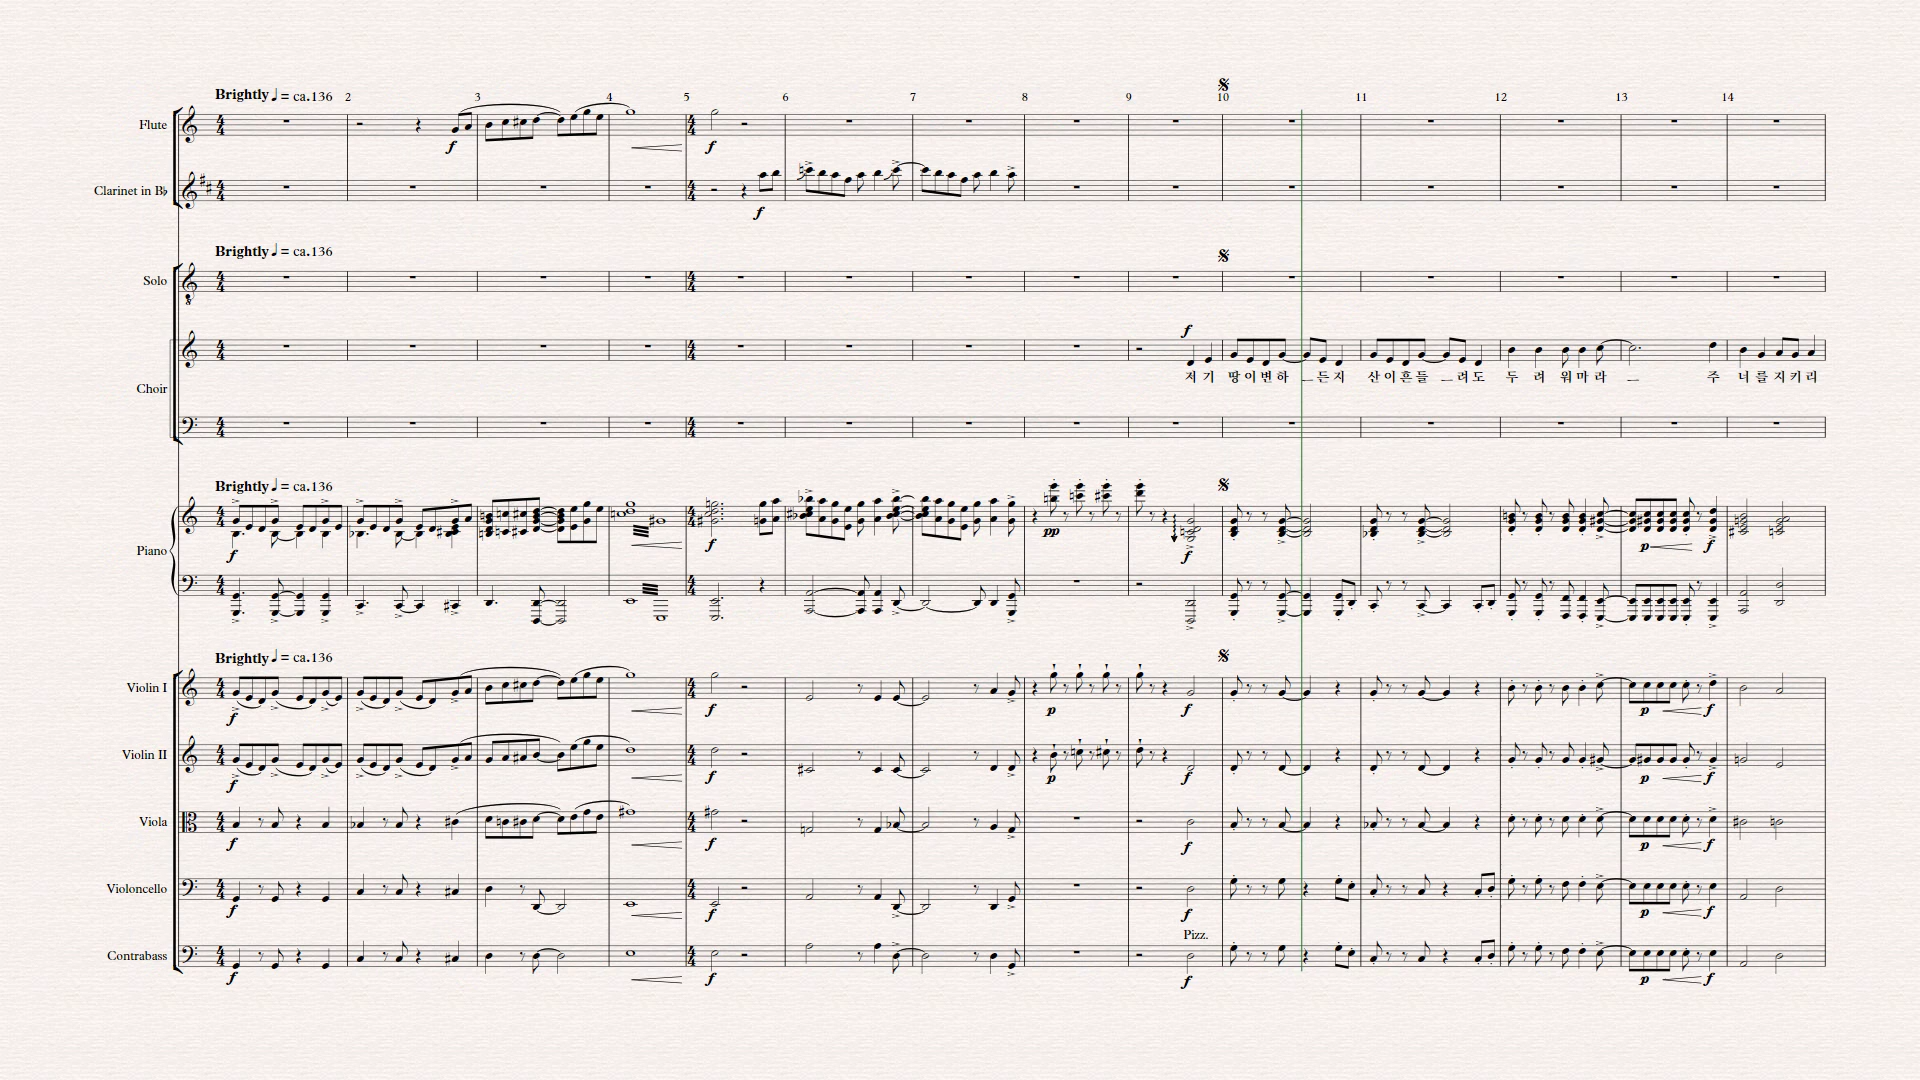 Brightly ♩ = ca.136 2 3 4 5 6 7 8 9 10 11 12 13 14
Flute
f f
Clarinet in B♭
f
Brightly ♩ = ca.136
Solo
f
Choir
저 기 땅 이 변 하 _ 든 지 산 이 흔 들 _ 려 도 두 려 워 마 라 _ 주 너 를 지 키 리
Brightly ♩ = ca.136
Piano
f f pp f p f
Brightly ♩ = ca.136
Violin I
f f p f p f
Violin II
f f p f p f
Viola
f f f p f
Violoncello
f f f p f
Pizz.
Contrabass
f f f p f